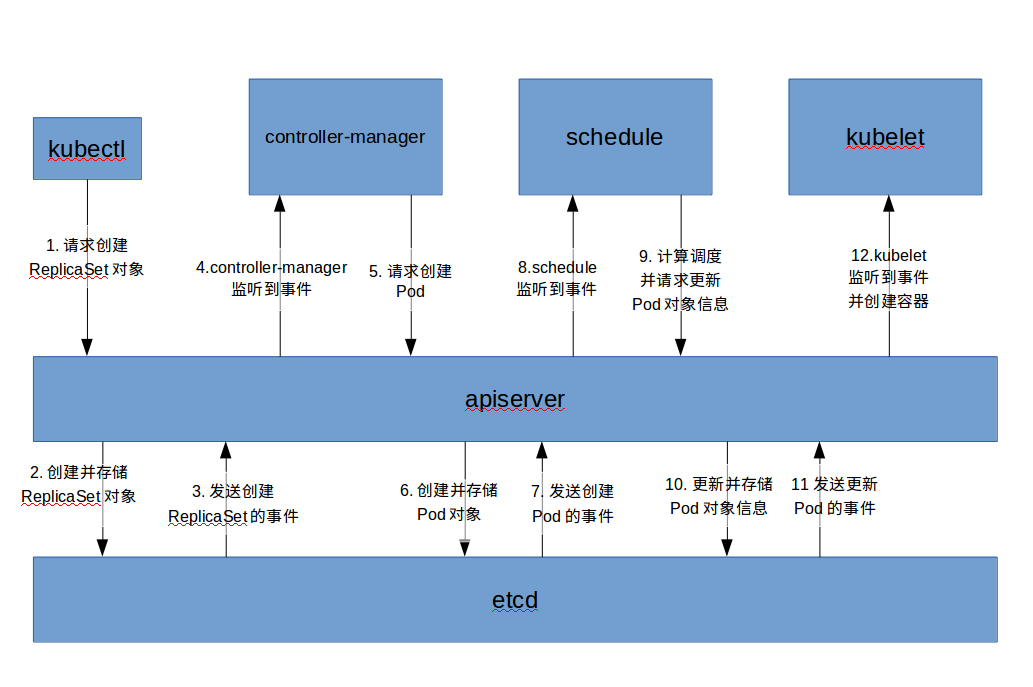 kubectl
controller-manager
schedule
kubelet
1. 请求创建
ReplicaSet 对象
4.controller-manager
监听到事件
5. 请求创建
Pod
8.schedule
监听到事件
9. 计算调度
并请求更新
Pod 对象信息
12.kubelet
监听到事件
并创建容器
apiserver
2. 创建并存储
ReplicaSet 对象
3. 发送创建
ReplicaSet 的事件
6. 创建并存储
Pod 对象
7. 发送创建
Pod 的事件
10. 更新并存储
Pod 对象信息
11 发送更新
Pod 的事件
etcd